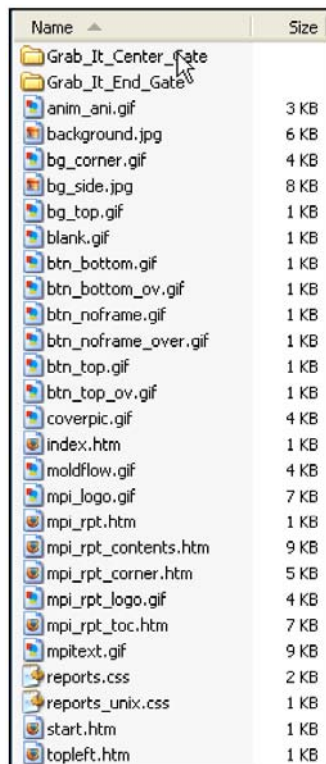 Name Size
Grab_It_Center_Gate
Grab_It_End_Gate
anim_ani.gif 3 KB
background.jpg 6 KB
bg_corner.gif 4 KB
bg_side.jpg 8 KB
bg_top.gif 1 KB
blank.gif 1 KB
btn_bottom.gif 1 KB
btn_bottom_ov.gif 1 KB
btn_noframe.gif 1 KB
btn_noframe_over.gif 1 KB
btn_top.gif 1 KB
btn_top_ov.gif 1 KB
coverpic.gif 4 KB
index.htm 1 KB
moldflow.gif 4 KB
mpi_logo.gif 7 KB
mpi_rpt.htm 1 KB
mpi_rpt_contents.htm 9 KB
mpi_rpt_corner.htm 5 KB
mpi_rpt_logo.gif 4 KB
mpi_rpt_toc.htm 7 KB
mpitext.gif 9 KB
reports.css 2 KB
reports_unix.css 1 KB
start.htm 1 KB
topleft.htm 1 KB